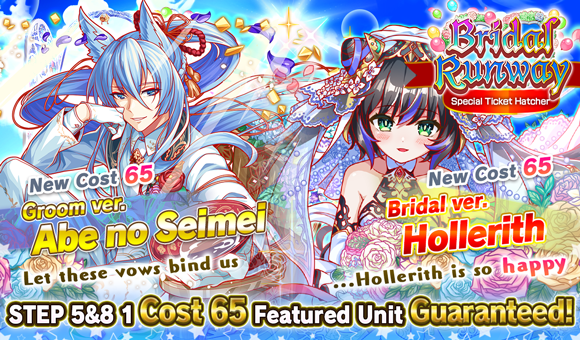 Bridal
Runway
Special Ticket Hatcher
New Cost 65
Groom ver.
Abe no Seimei
Let these vows bind us
New Cost 65
Bridal ver.
Hollerith
...Hollerith is so happy
STEP 5&8 1 Cost 65 Featured Unit Guaranteed!